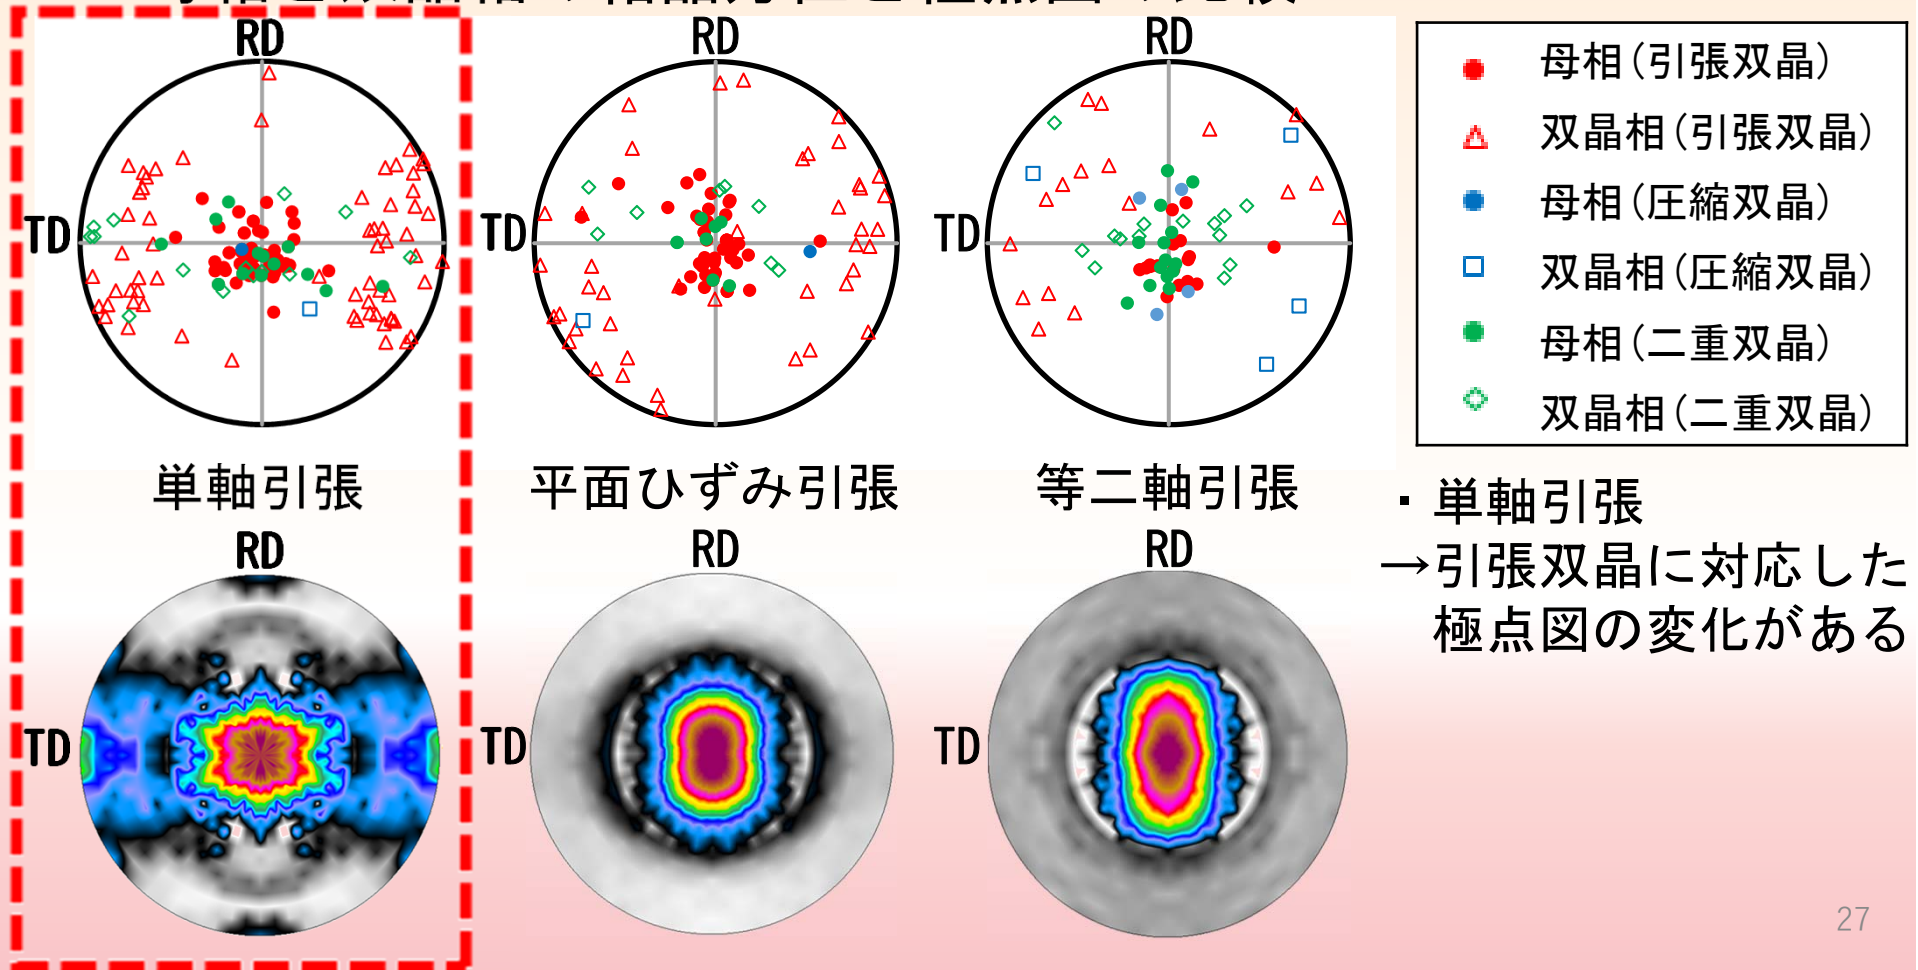 RD
RD
RD
TD
TD
TD
母相(引張双晶)
双晶相(引張双晶)
母相(圧縮双晶)
双晶相(圧縮双晶)
母相(二重双晶)
双晶相(二重双晶)
単軸引張
平面ひずみ引張
等二軸引張
RD
RD
RD
TD
TD
TD
・単軸引張
→引張双晶に対応した
極点図の変化がある
27